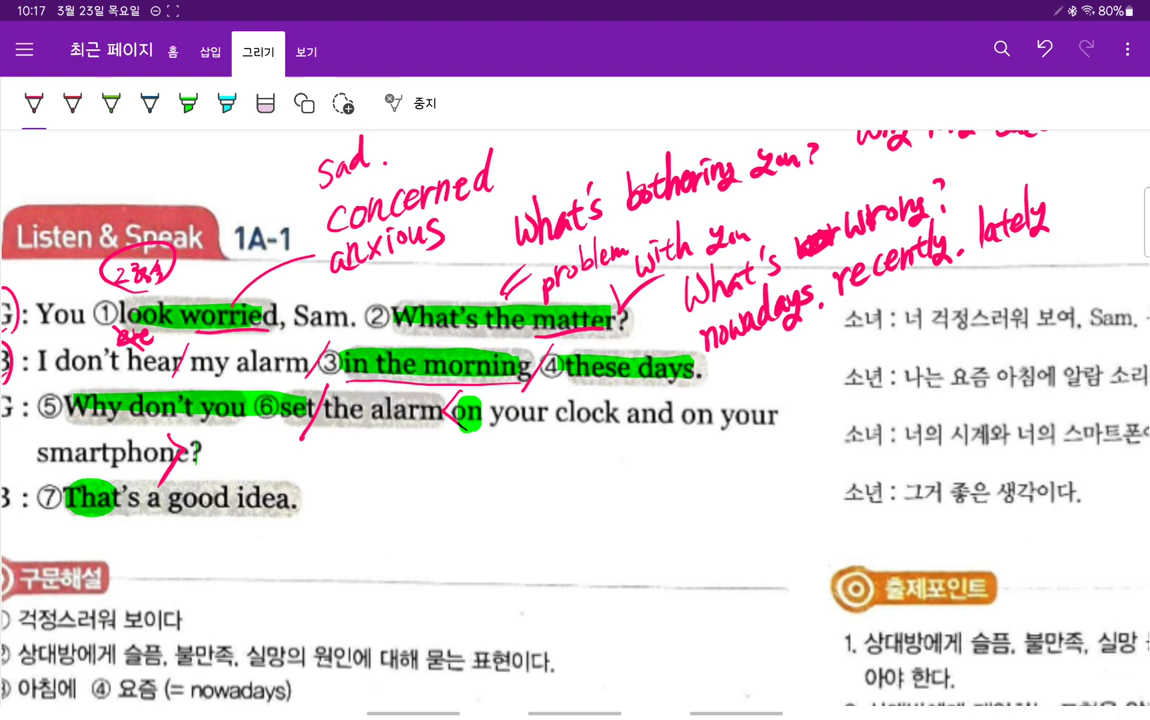 10:17 3월 23일 목요일
80%
최근 페이지 홈 삽입 그리기 보기
중지
sad.
concerned
anxious
What's bothering you?
problem with you
What's wrong?
nowadays. recently. lately
Listen & Speak 1A-1
2형식
are
G : You ①look worried, Sam. ②What's the matter?
B : I don't hear my alarm ③in the morning ④these days.
G : ⑤Why don't you ⑥set the alarm on your clock and on your
smartphone?
B : ⑦That's a good idea.
소녀 : 너 걱정스러워 보여, Sam.
소년 : 나는 요즘 아침에 알람 소리
소녀 : 너의 시계와 너의 스마트폰
소년 : 그거 좋은 생각이다.
구문해설
① 걱정스러워 보이다
② 상대방에게 슬픔, 불만족, 실망의 원인에 대해 묻는 표현이다.
③ 아침에 ④ 요즘 (= nowadays)
출제포인트
1. 상대방에게 슬픔, 불만족, 실망
아야 한다.